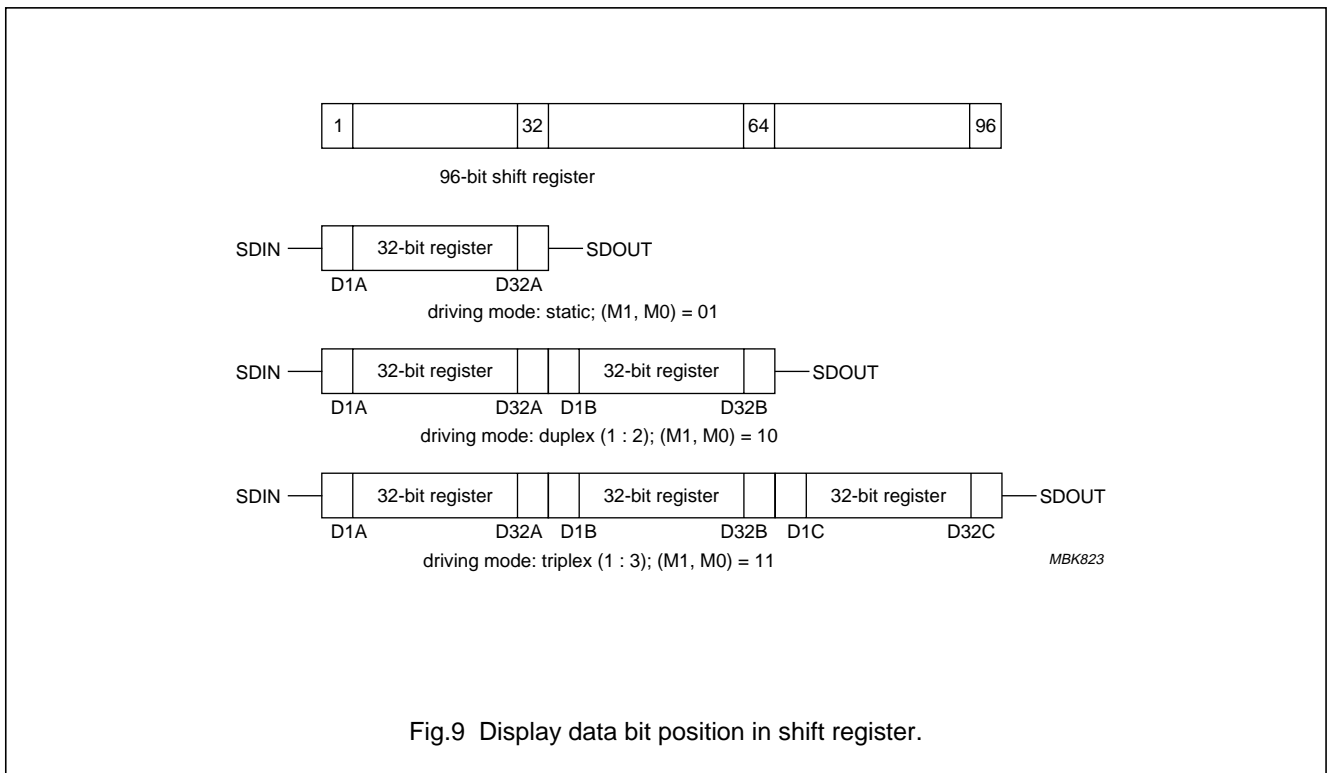 1 32 64 96
96-bit shift register
SDIN 32-bit register SDOUT
D1A D32A
driving mode: static; (M1, M0) = 01
SDIN 32-bit register 32-bit register SDOUT
D1A D32A D1B D32B
driving mode: duplex (1 : 2); (M1, M0) = 10
SDIN 32-bit register 32-bit register 32-bit register SDOUT
D1A D32A D1B D32B D1C D32C
driving mode: triplex (1 : 3); (M1, M0) = 11 MBK823
Fig.9 Display data bit position in shift register.